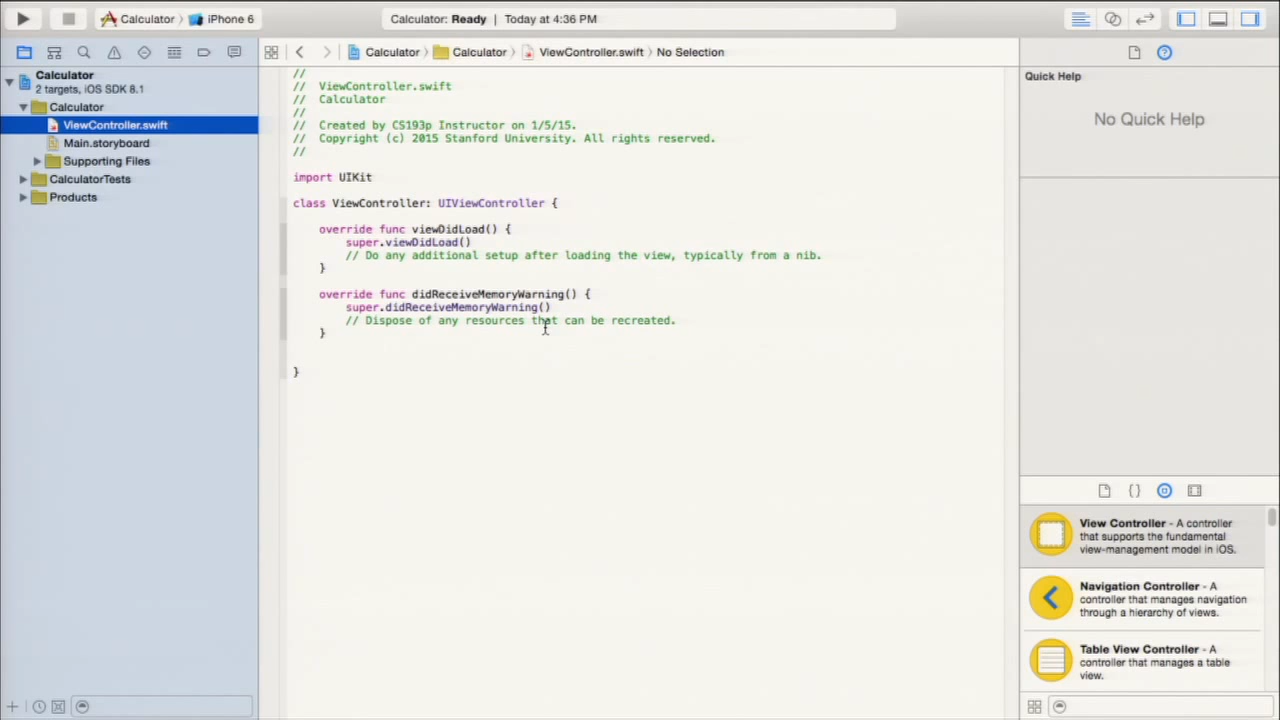 Calculator
iPhone 6
Calculator: Ready | Today at 4:36 PM
Calculator
Calculator
ViewController.swift
No Selection
Calculator
2 targets, iOS SDK 8.1
Calculator
ViewController.swift
Main.storyboard
Supporting Files
CalculatorTests
Products
//
// ViewController.swift
// Calculator
//
// Created by CS193p Instructor on 1/5/15.
// Copyright (c) 2015 Stanford University. All rights reserved.
//
import UIKit
class ViewController: UIViewController {
override func viewDidLoad() {
super.viewDidLoad()
// Do any additional setup after loading the view, typically from a nib.
}
override func didReceiveMemoryWarning() {
super.didReceiveMemoryWarning()
// Dispose of any resources that can be recreated.
}
}
Quick Help
No Quick Help
{ }
View Controller - A controller
that supports the fundamental
view-management model in iOS.
Navigation Controller - A
controller that manages navigation
through a hierarchy of views.
Table View Controller - A
controller that manages a table
view.